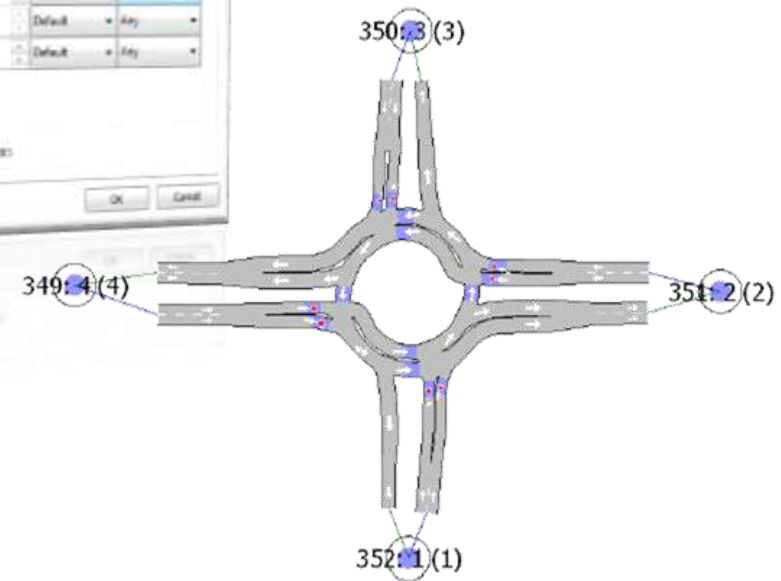 Default Any
Default Any
OK Cancel
350: 3 (3)
349: 4 (4)
351: 2 (2)
352: 1 (1)